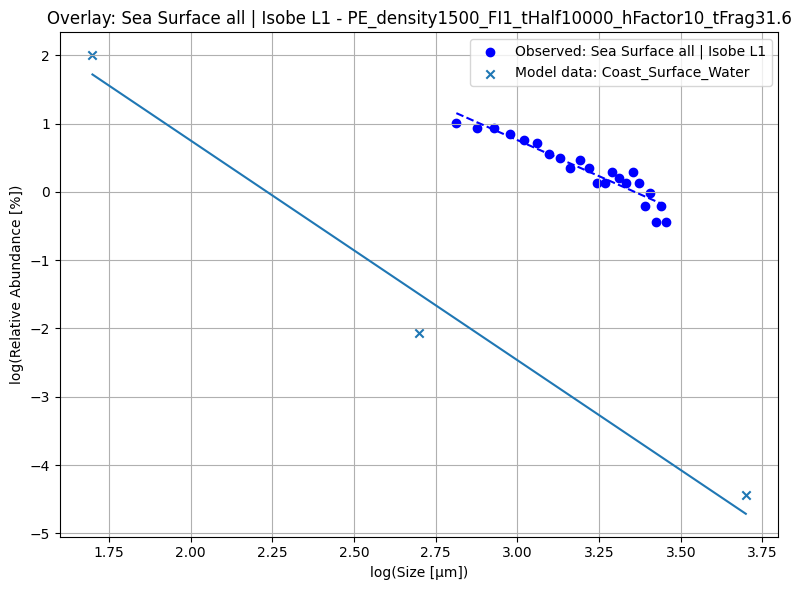 Overlay: Sea Surface all | Isobe L1 - PE_density1500_FI1_tHalf10000_hFactor10_tFrag31.6
Observed: Sea Surface all | Isobe L1
Model data: Coast_Surface_Water
2
1
0
−1
−2
−3
−4
−5
log(Relative Abundance [%])
1.75 2.00 2.25 2.50 2.75 3.00 3.25 3.50 3.75
log(Size [µm])